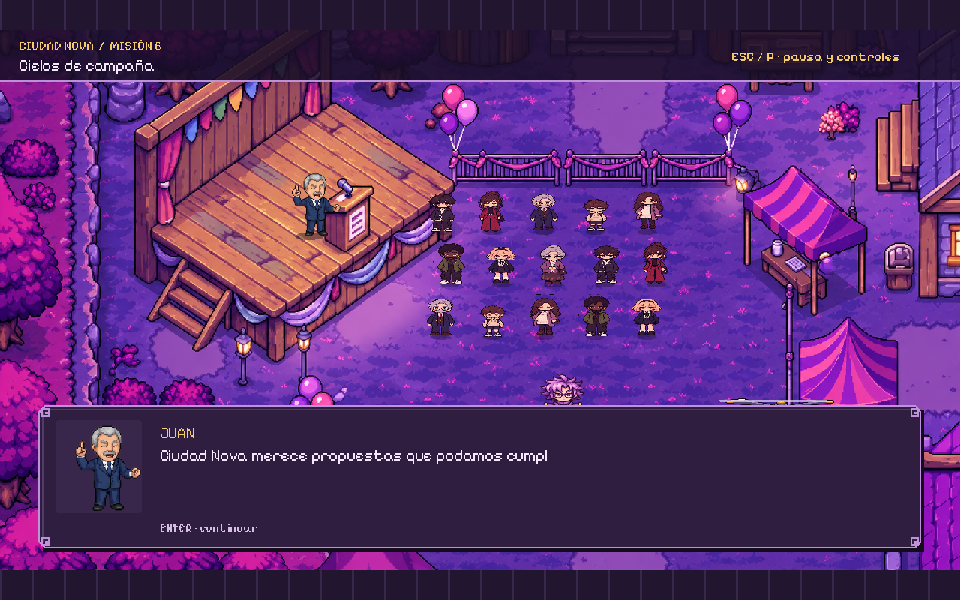 CIUDAD NOVA / MISIÓN 6
Cielos de campaña
ESC / P · pausa y controles
JUAN
Ciudad Nova merece propuestas que podamos cumpl
ENTER · continuar